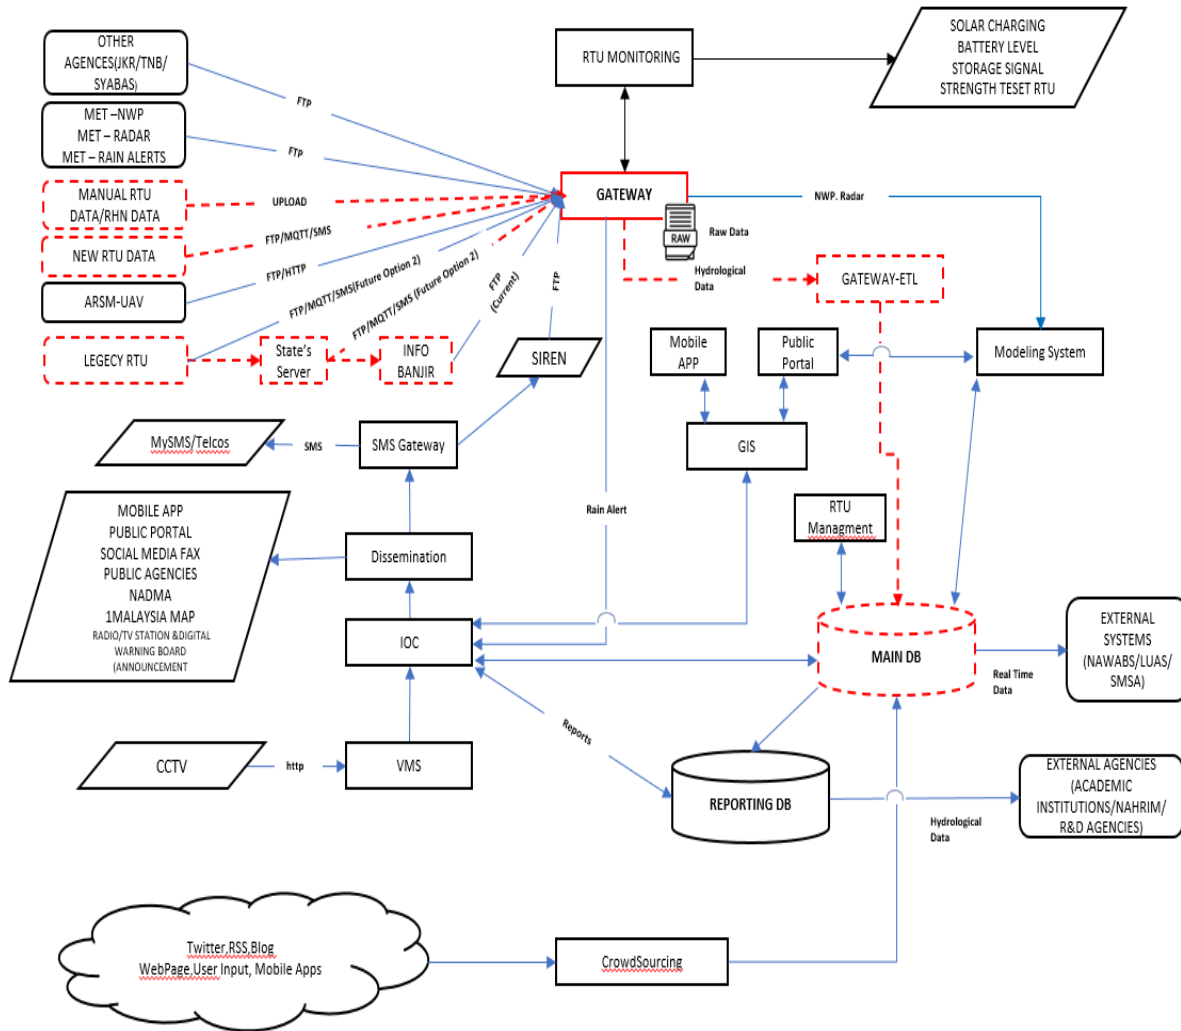 OTHER
AGENCES(JKR/TNB/
SYABAS)
MET –NWP
MET – RADAR
MET – RAIN ALERTS
MANUAL RTU
DATA/RHN DATA
NEW RTU DATA
ARSM-UAV
LEGECY RTU
State's
Server
INFO
BANJIR
FTP
FTP
UPLOAD
FTP/MQTT/SMS
FTP/HTTP
FTP/MQTT/SMS(Future Option 2)
FTP/MQTT/SMS (Future Option 2)
FTP
(Current)
FTP
RTU MONITORING
SOLAR CHARGING
BATTERY LEVEL
STORAGE SIGNAL
STRENGTH TESET RTU
GATEWAY
RAW
Raw Data
NWP. Radar
Hydrological
Data
GATEWAY-ETL
SIREN
Mobile
APP
Public
Portal
Modeling System
MySMS/Telcos
SMS
SMS Gateway
GIS
MOBILE APP
PUBLIC PORTAL
SOCIAL MEDIA FAX
PUBLIC AGENCIES
NADMA
1MALAYSIA MAP
RADIO/TV STATION &DIGITAL
WARNING BOARD
(ANNOUNCEMENT
Dissemination
Rain Alert
RTU
Managment
IOC
MAIN DB
Real Time
Data
EXTERNAL
SYSTEMS
(NAWABS/LUAS/
SMSA)
Reports
CCTV
http
VMS
REPORTING DB
Hydrological
Data
EXTERNAL AGENCIES
(ACADEMIC
INSTITUTIONS/NAHRIM/
R&D AGENCIES)
Twitter,RSS,Blog
WebPage,User Input, Mobile Apps
CrowdSourcing